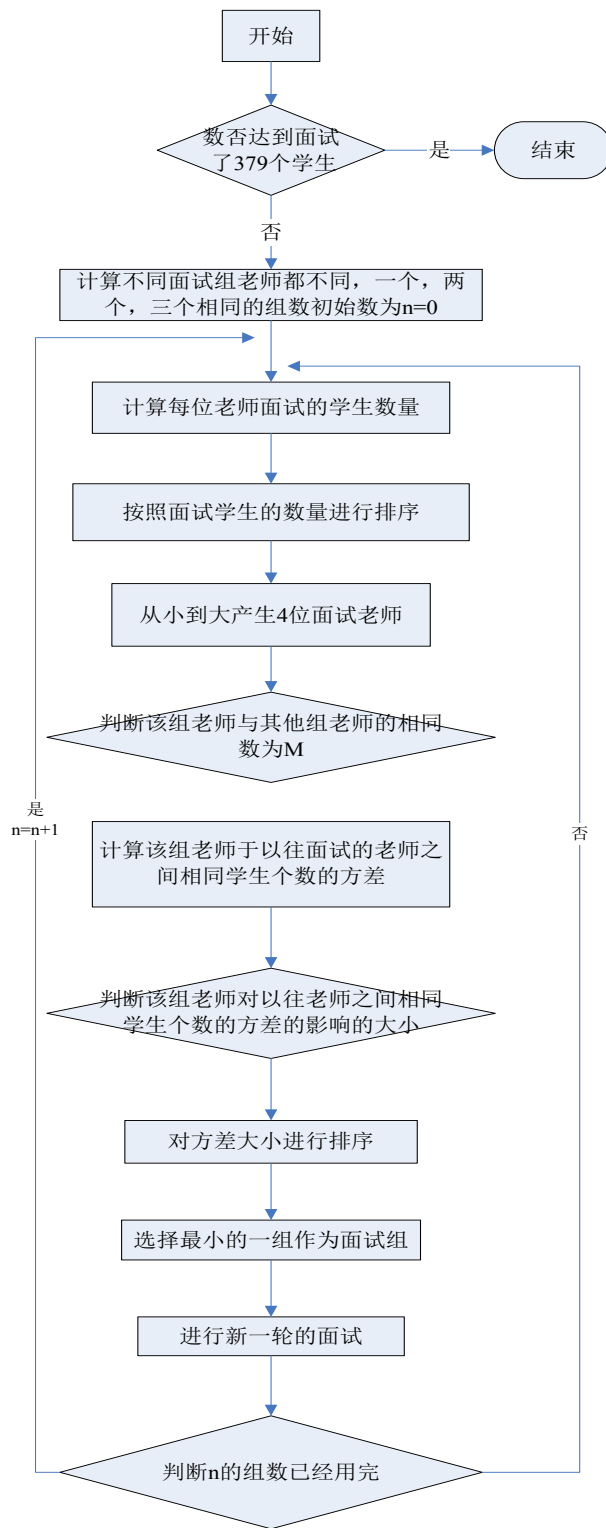 开始
数否达到面试
了379个学生
是
结束
否
计算不同面试组老师都不同，一个，两
个，三个相同的组数初始数为n=0
计算每位老师面试的学生数量
按照面试学生的数量进行排序
从小到大产生4位面试老师
判断该组老师与其他组老师的相同
数为M
是
n=n+1
否
计算该组老师于以往面试的老师之
间相同学生个数的方差
判断该组老师对以往老师之间相同
学生个数的方差的影响的大小
对方差大小进行排序
选择最小的一组作为面试组
进行新一轮的面试
判断n的组数已经用完